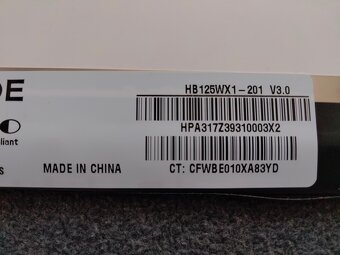 DE
HB125WX1-201 V3.0
HPA317Z39310003X2
MADE IN CHINA
CT: CFWBE010XA83YD